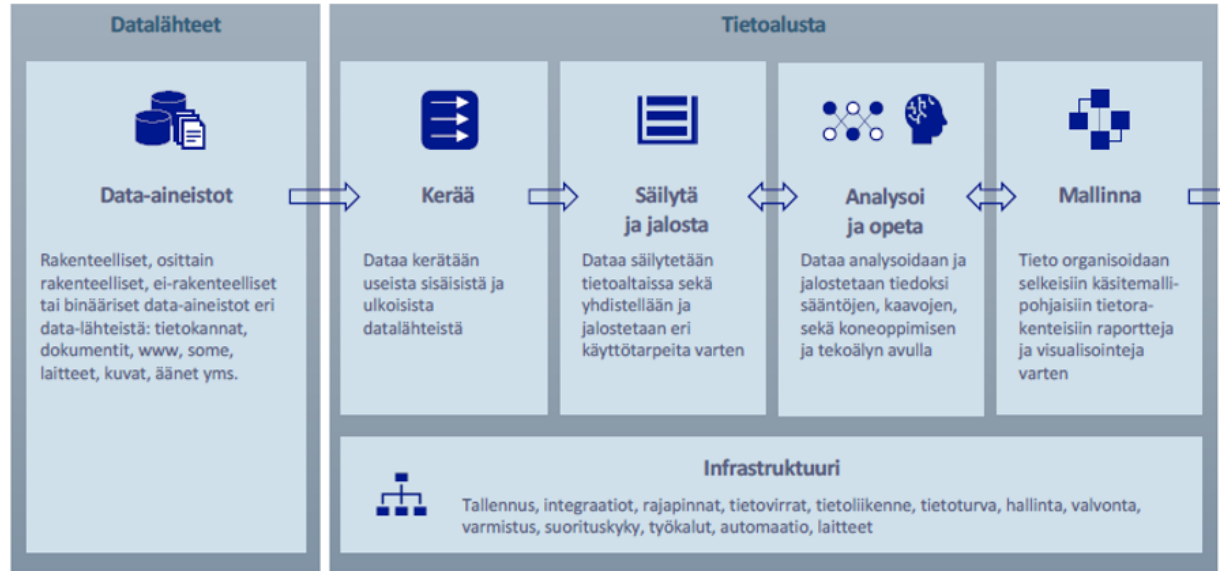 Datalähteet
Data-aineistot
Rakenteelliset, osittain
rakenteelliset, ei-rakenteelliset
tai binääriset data-aineistot eri
data-lähteistä: tietokannat,
dokumentit, www, some,
laitteet, kuvat, äänet yms.
Tietoalusta
Kerää
Dataa kerätään
useista sisäisistä ja
ulkoisista
datalähteistä
Säilytä
ja jalosta
Dataa säilytetään
tietoaltaissa sekä
yhdistellään ja
jalostetaan eri
käyttötarpeita varten
Analysoi
ja opeta
Dataa analysoidaan ja
jalostetaan tiedoksi
sääntöjen, kaavojen,
sekä koneoppimisen
ja tekoälyn avulla
Mallinna
Tieto organisoidaan
selkeisiin käsitemalli-
pohjaisiin tietora-
kenteisiin raportteja
ja visualisointeja
varten
Infrastruktuuri
Tallennus, integraatiot, rajapinnat, tietovirrat, tietoliikenne, tietoturva, hallinta, valvonta,
varmistus, suorituskyky, työkalut, automaatio, laitteet